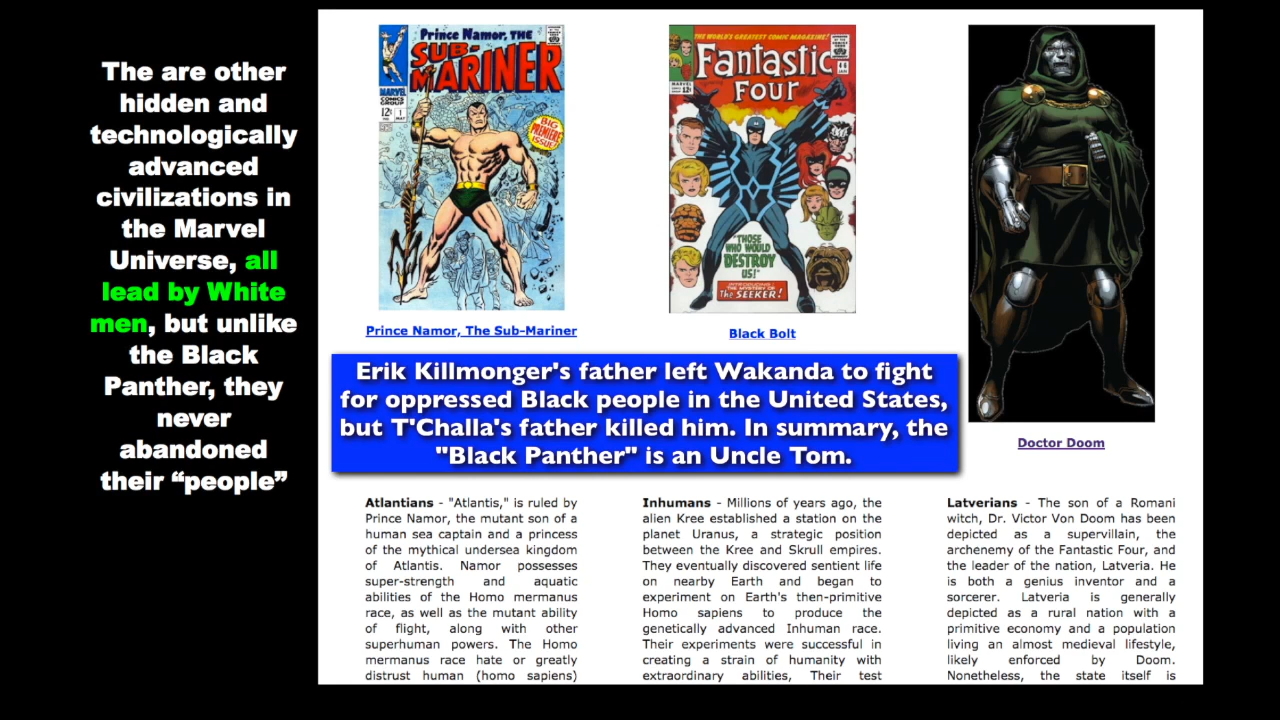 The are other
hidden and
technologically
advanced
civilizations in
the Marvel
Universe, all
lead by White
men, but unlike
the Black
Panther, they
never
abandoned
their “people”
Prince Namor, THE
SUB-
MARINER
MARVEL
COMICS
GROUP
12¢
1
MAY
BIG
PREMIERE
ISSUE!
Prince Namor, The Sub-Mariner
THE WORLD'S GREATEST COMIC MAGAZINE!
Fantastic
Four
MARVEL
12¢
46
JAN
"THOSE
WHO WOULD
DESTROY
US!"
INTRODUCING:
THE MYSTERY OF
The SEEKER!
Black Bolt
Doctor Doom
Erik Killmonger's father left Wakanda to fight
for oppressed Black people in the United States,
but T'Challa's father killed him. In summary, the
"Black Panther" is an Uncle Tom.
Atlantians - "Atlantis," is ruled by
Prince Namor, the mutant son of a
human sea captain and a princess
of the mythical undersea kingdom
of Atlantis. Namor possesses
super-strength and aquatic
abilities of the Homo mermanus
race, as well as the mutant ability
of flight, along with other
superhuman powers. The Homo
mermanus race hate or greatly
distrust human (homo sapiens)
Inhumans - Millions of years ago, the
alien Kree established a station on the
planet Uranus, a strategic position
between the Kree and Skrull empires.
They eventually discovered sentient life
on nearby Earth and began to
experiment on Earth's then-primitive
Homo sapiens to produce the
genetically advanced Inhuman race.
Their experiments were successful in
creating a strain of humanity with
extraordinary abilities, Their test
Latverians - The son of a Romani
witch, Dr. Victor Von Doom has been
depicted as a supervillain, the
archenemy of the Fantastic Four, and
the leader of the nation, Latveria. He
is both a genius inventor and a
sorcerer. Latveria is generally
depicted as a rural nation with a
primitive economy and a population
living an almost medieval lifestyle,
likely enforced by Doom.
Nonetheless, the state itself is